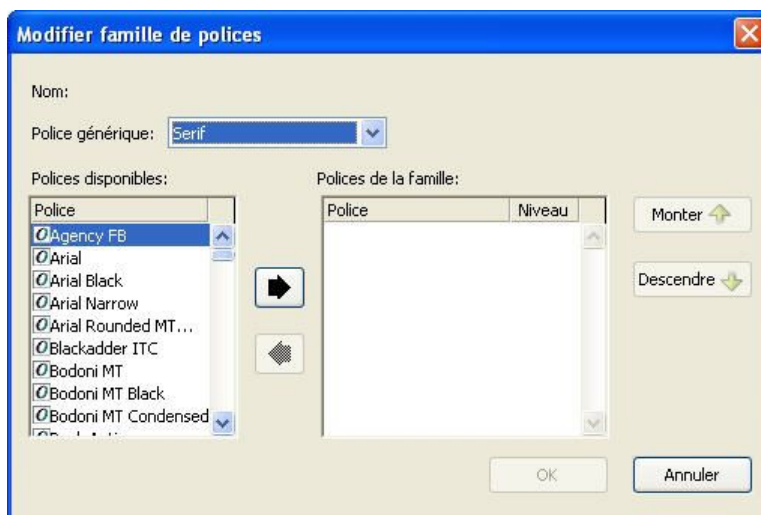 Modifier famille de polices
Nom:
Police générique: Serif
Polices disponibles:
Polices de la famille:
Police
Agency FB
Arial
Arial Black
Arial Narrow
Arial Rounded MT...
Blackadder ITC
Bodoni MT
Bodoni MT Black
Bodoni MT Condensed
Police Niveau
Monter
Descendre
OK
Annuler